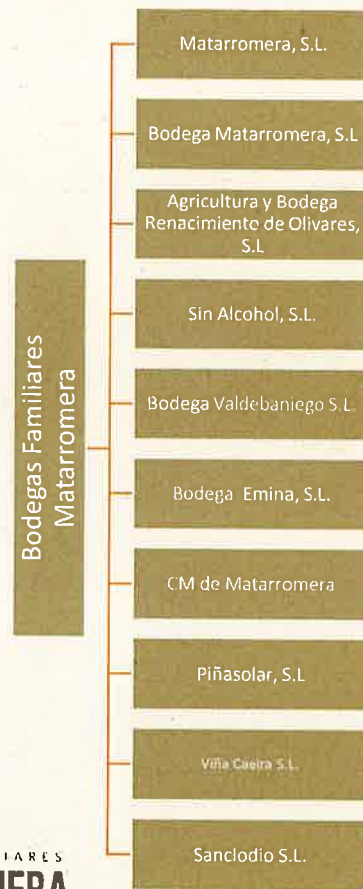 Matarromera, S.L.
Bodega Matarromera, S.L
Agricultura y Bodega
Renacimiento de Olivares,
S.L
Sin Alcohol, S.L.
Bodegas Familiares
Matarromera
Bodega Valdebaniego S.L.
Bodega Emina, S.L.
CM de Matarromera
Piñasolar, S.L
Viña Caeira S.L.
Sanclodio S.L.